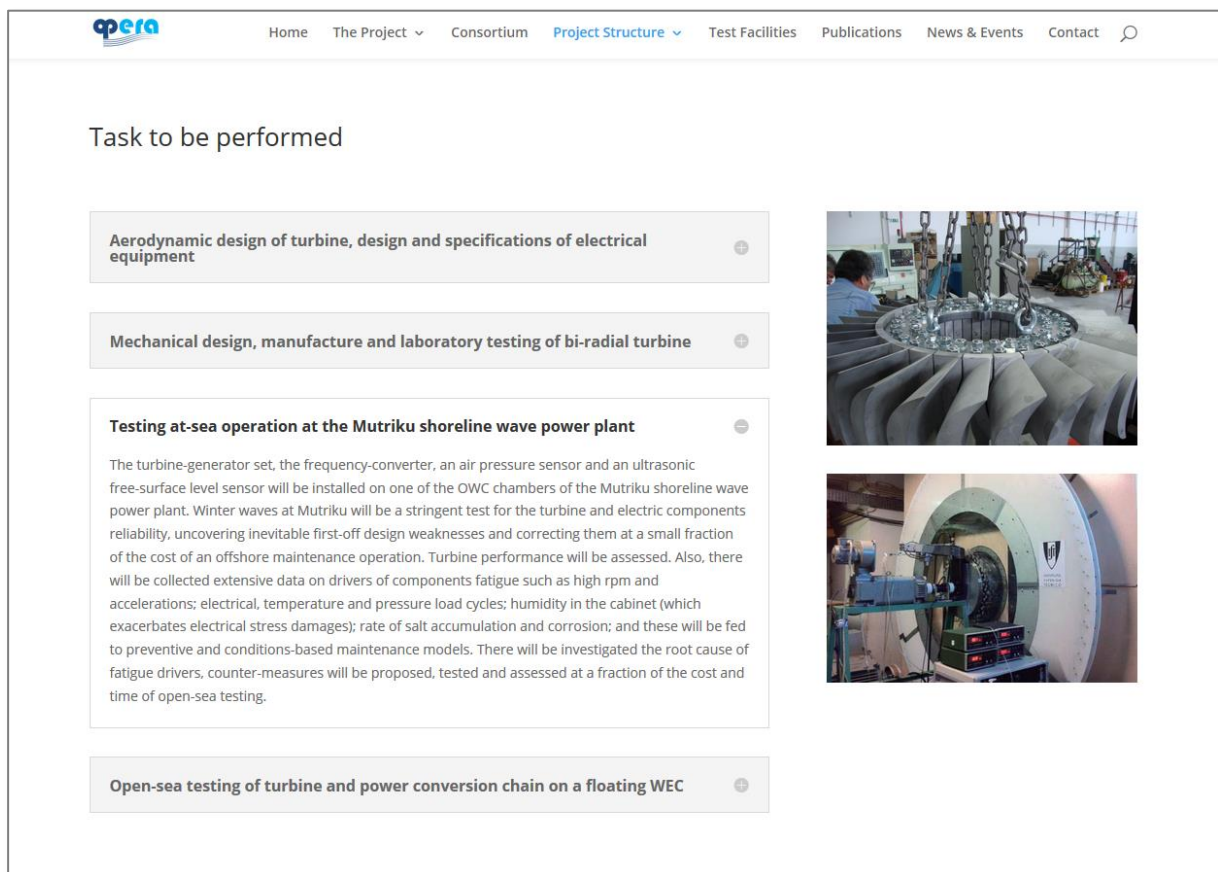 opera
Home The Project Consortium Project Structure Test Facilities Publications News & Events Contact
Task to be performed
Aerodynamic design of turbine, design and specifications of electrical
equipment
Mechanical design, manufacture and laboratory testing of bi-radial turbine
Testing at-sea operation at the Mutriku shoreline wave power plant
The turbine-generator set, the frequency-converter, an air pressure sensor and an ultrasonic
free-surface level sensor will be installed on one of the OWC chambers of the Mutriku shoreline wave
power plant. Winter waves at Mutriku will be a stringent test for the turbine and electric components
reliability, uncovering inevitable first-off design weaknesses and correcting them at a small fraction
of the cost of an offshore maintenance operation. Turbine performance will be assessed. Also, there
will be collected extensive data on drivers of components fatigue such as high rpm and
accelerations; electrical, temperature and pressure load cycles; humidity in the cabinet (which
exacerbates electrical stress damages); rate of salt accumulation and corrosion; and these will be fed
to preventive and conditions-based maintenance models. There will be investigated the root cause of
fatigue drivers, counter-measures will be proposed, tested and assessed at a fraction of the cost and
time of open-sea testing.
Open-sea testing of turbine and power conversion chain on a floating WEC